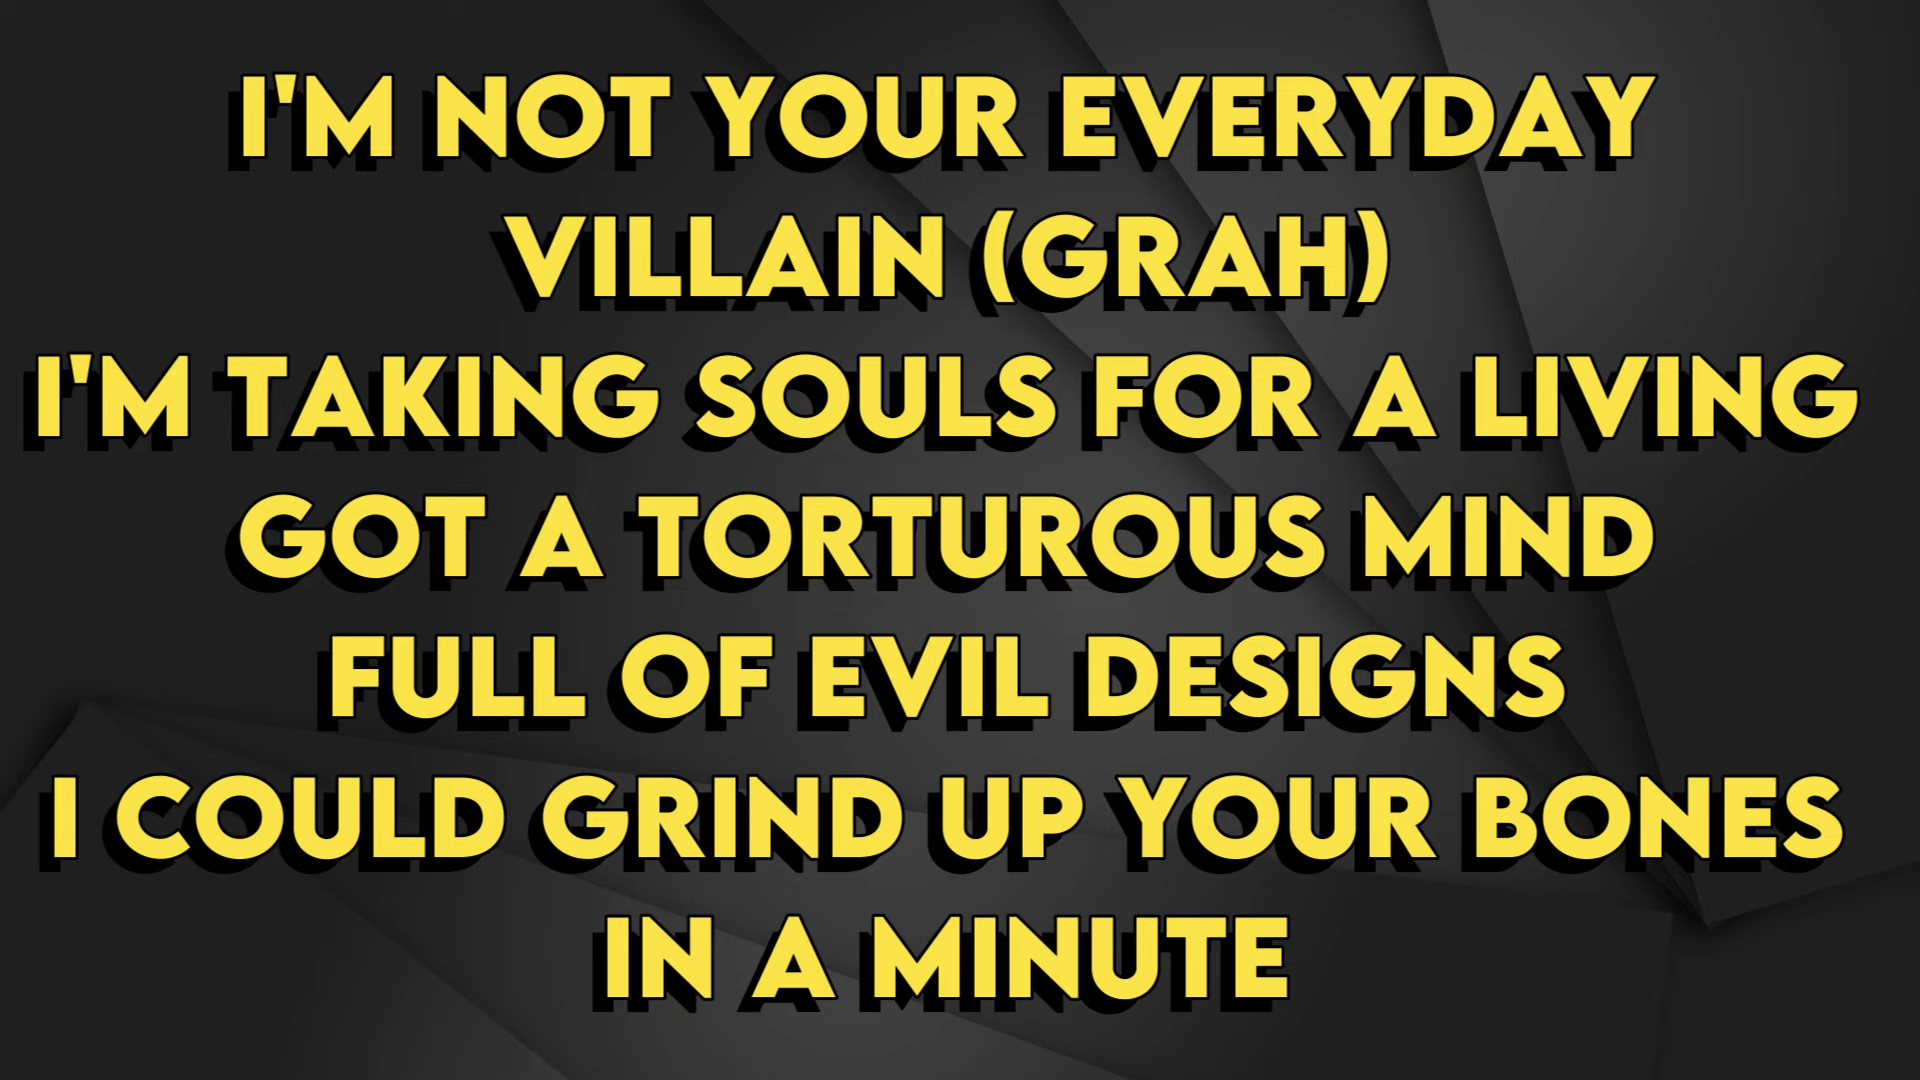 I'M NOT YOUR EVERYDAY
VILLAIN (GRAH)
I'M TAKING SOULS FOR A LIVING
GOT A TORTUROUS MIND
FULL OF EVIL DESIGNS
I COULD GRIND UP YOUR BONES
IN A MINUTE